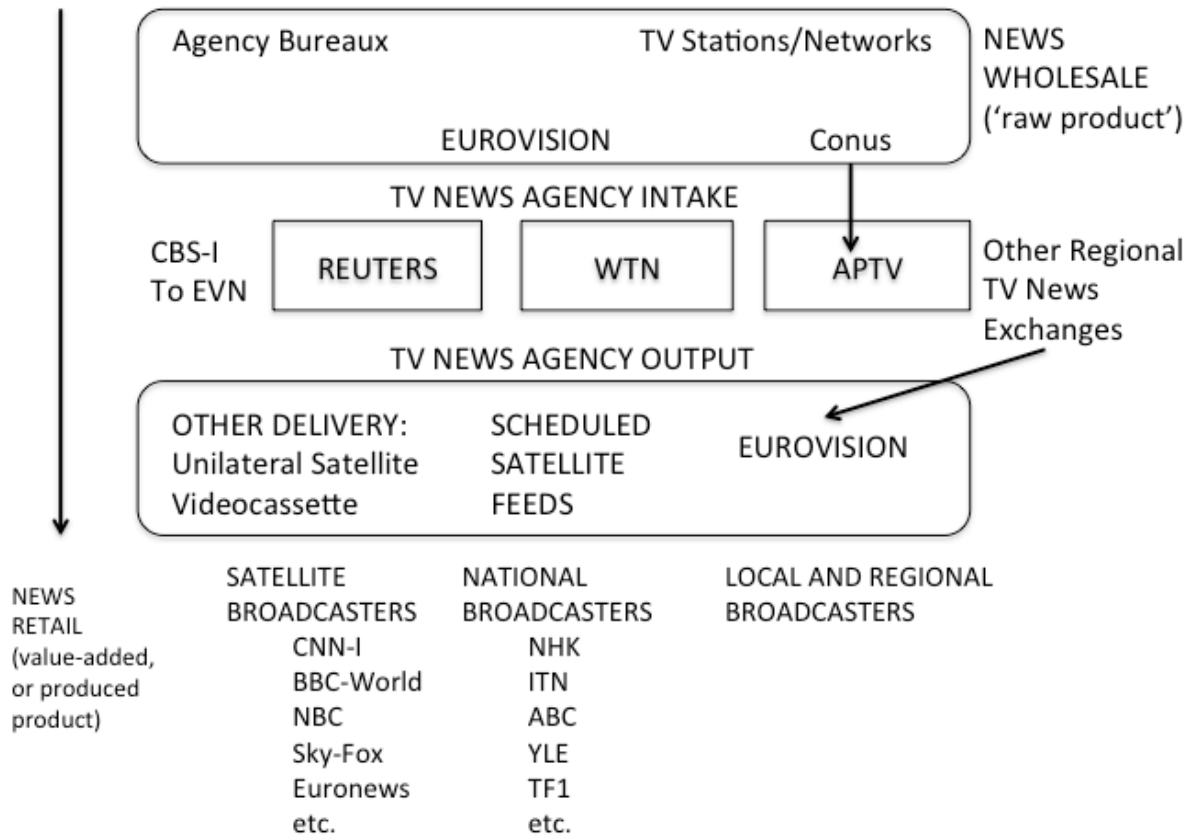 Agency Bureaux
TV Stations/Networks
EUROVISION
Conus
NEWS
WHOLESALE
(‘raw product’)
TV NEWS AGENCY INTAKE
CBS-I
To EVN
REUTERS
WTN
APTV
Other Regional
TV News
Exchanges
TV NEWS AGENCY OUTPUT
OTHER DELIVERY:
Unilateral Satellite
Videocassette
SCHEDULED
SATELLITE
FEEDS
EUROVISION
NEWS
RETAIL
(value-added,
or produced
product)
SATELLITE
BROADCASTERS
CNN-I
BBC-World
NBC
Sky-Fox
Euronews
etc.
NATIONAL
BROADCASTERS
NHK
ITN
ABC
YLE
TF1
etc.
LOCAL AND REGIONAL
BROADCASTERS